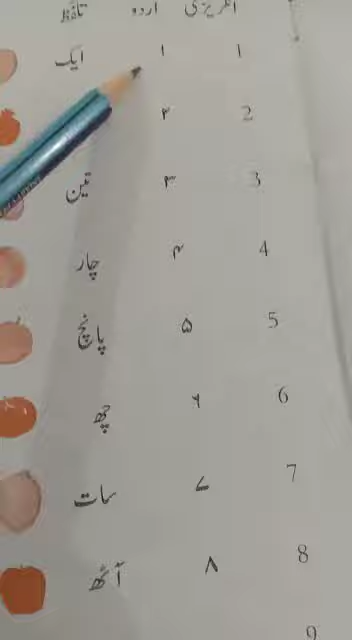 انگریزی اردو تلفظ
1 ۱ ایک
2 ۲
3 ۳ تین
4 ۴ چار
5 ۵ پانچ
6 ۶ چھ
7 ۷ سات
8 ۸ آٹھ
9